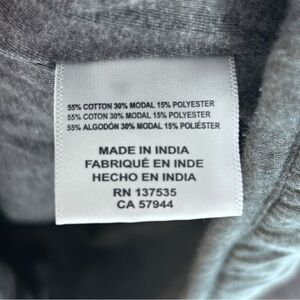 55% COTTON 30% MODAL 15% POLYESTER
55% COTON 30% MODAL 15% POLYESTER
55% ALGODÓN 30% MODAL 15% POLIÉSTER
MADE IN INDIA
FABRIQUÉ EN INDE
HECHO EN INDIA
RN 137535
CA 57944